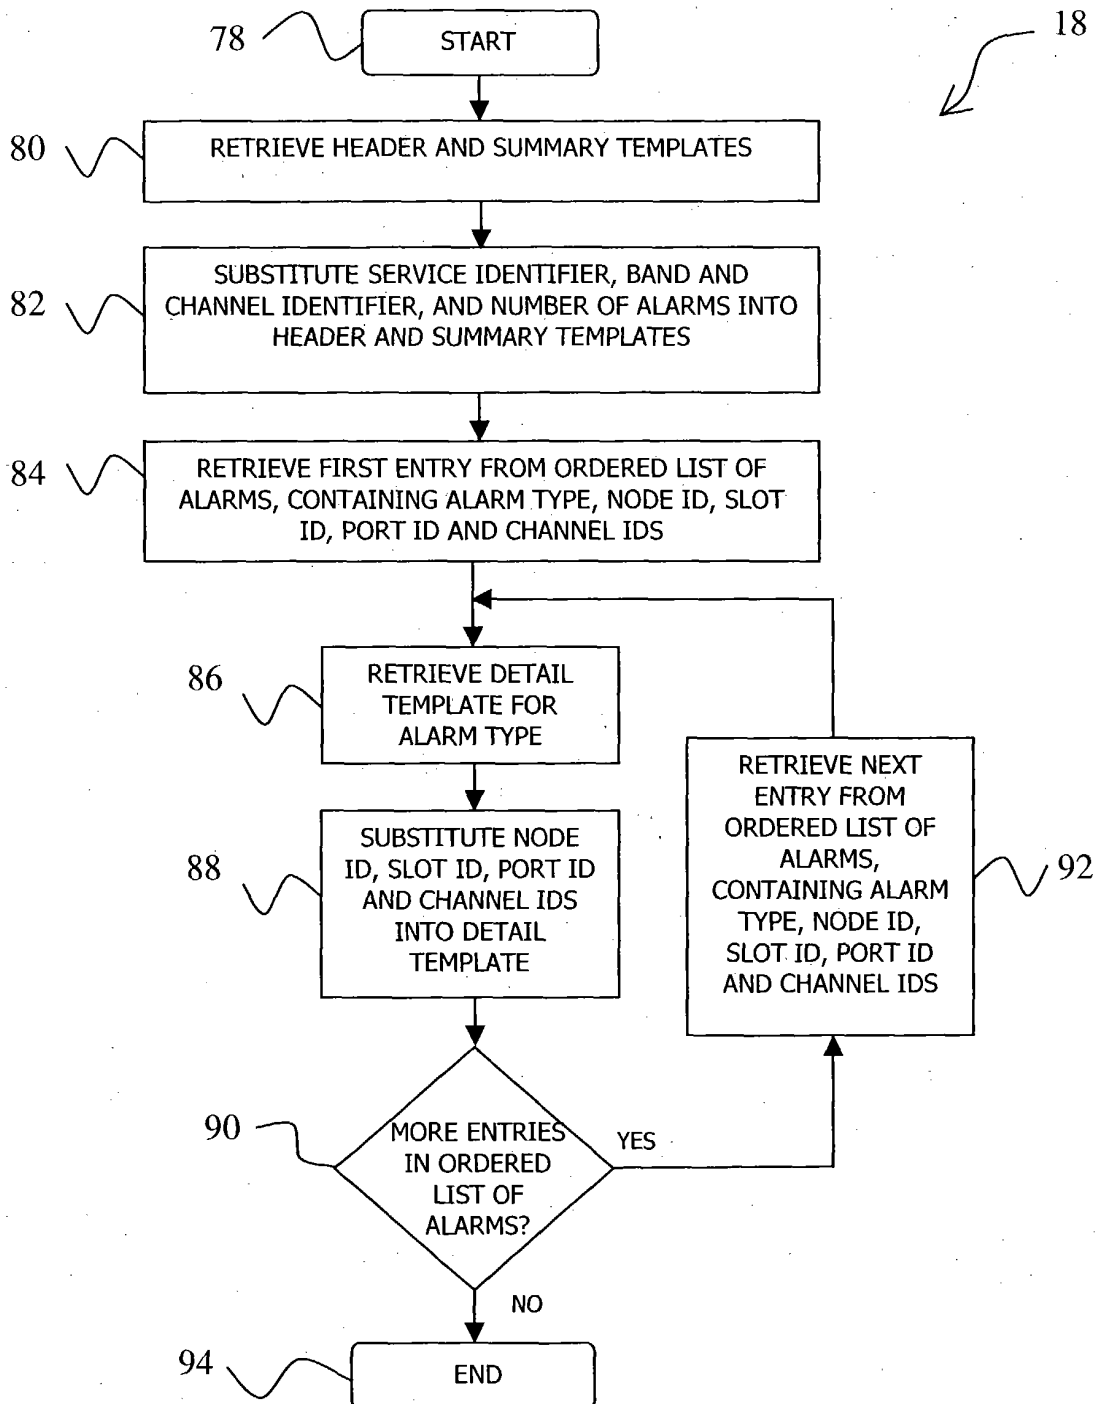 78
START
18
80
RETRIEVE HEADER AND SUMMARY TEMPLATES
82
SUBSTITUTE SERVICE IDENTIFIER, BAND AND
CHANNEL IDENTIFIER, AND NUMBER OF ALARMS INTO
HEADER AND SUMMARY TEMPLATES
84
RETRIEVE FIRST ENTRY FROM ORDERED LIST OF
ALARMS, CONTAINING ALARM TYPE, NODE ID, SLOT
ID, PORT ID AND CHANNEL IDS
86
RETRIEVE DETAIL
TEMPLATE FOR
ALARM TYPE
88
SUBSTITUTE NODE
ID, SLOT ID, PORT ID
AND CHANNEL IDS
INTO DETAIL
TEMPLATE
RETRIEVE NEXT
ENTRY FROM
ORDERED LIST OF
ALARMS,
CONTAINING ALARM
TYPE, NODE ID,
SLOT ID, PORT ID
AND CHANNEL IDS
92
90
MORE ENTRIES
IN ORDERED
LIST OF
ALARMS?
YES
NO
94
END